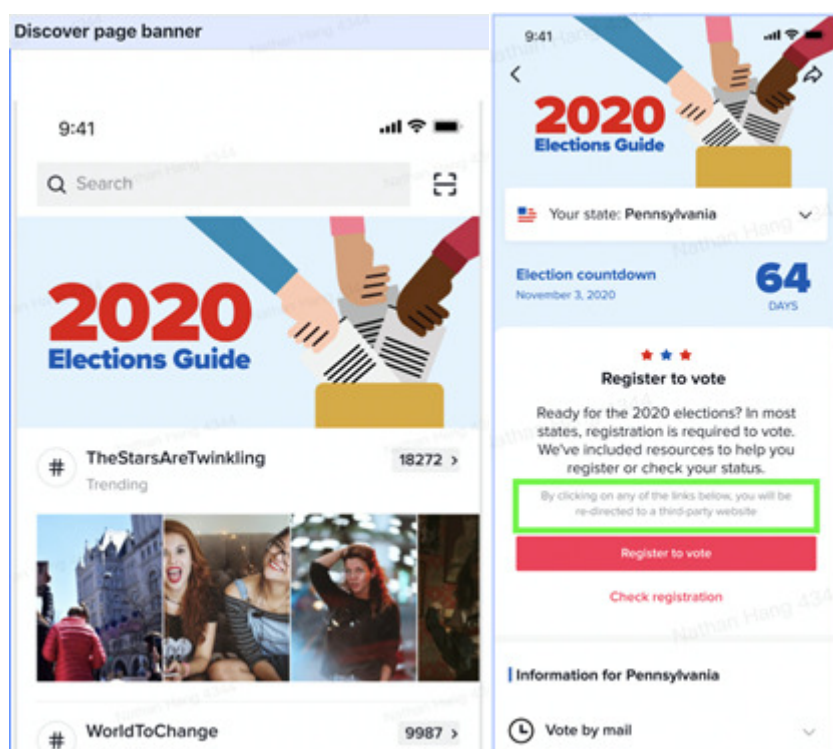 Discover page banner
9:41
Search
2020
Elections Guide
TheStarsAreTwinkling
18272 >
Trending
WorldToChange
9987 >
9:41
2020
Elections Guide
Your state: Pennsylvania
Election countdown
November 3, 2020
64
DAYS
Register to vote
Ready for the 2020 elections? In most
states, registration is required to vote.
We've included resources to help you
register or check your status.
By clicking on any of the links below, you will be
re-directed to a third-party website
Register to vote
Check registration
Nathan Hang 4344
Information for Pennsylvania
Vote by mail